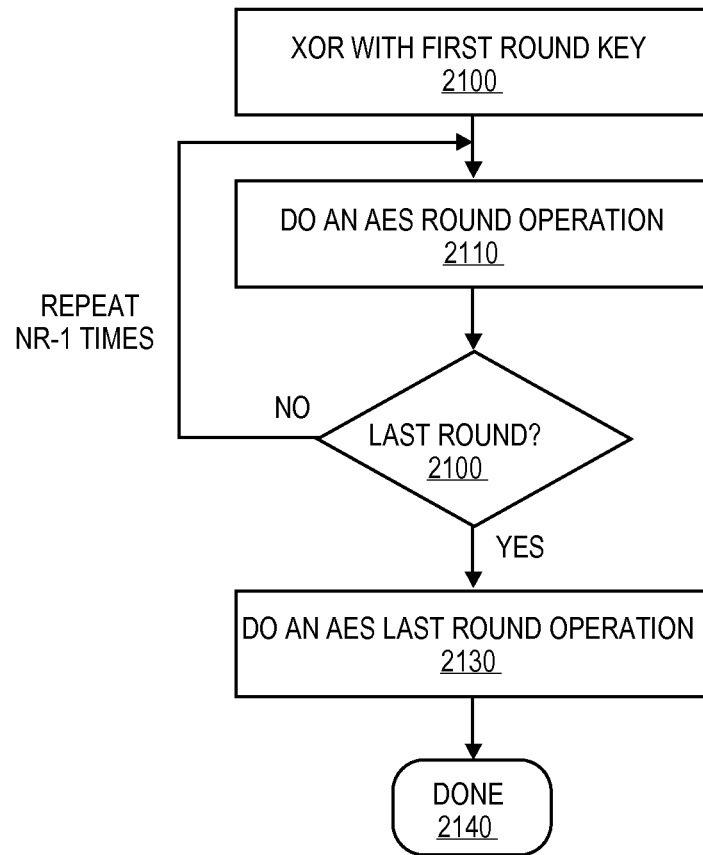 XOR WITH FIRST ROUND KEY
2100
DO AN AES ROUND OPERATION
2110
REPEAT
NR-1 TIMES
NO
LAST ROUND?
2100
YES
DO AN AES LAST ROUND OPERATION
2130
DONE
2140